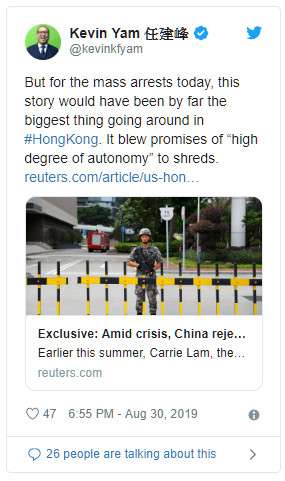 Kevin Yam 任建峰
@kevinkfyam
But for the mass arrests today, this
story would have been by far the
biggest thing going around in
#HongKong. It blew promises of “high
degree of autonomy” to shreds.
reuters.com/article/us-hon…
Exclusive: Amid crisis, China reje…
Earlier this summer, Carrie Lam, the…
reuters.com
47 6:55 PM - Aug 30, 2019
26 people are talking about this